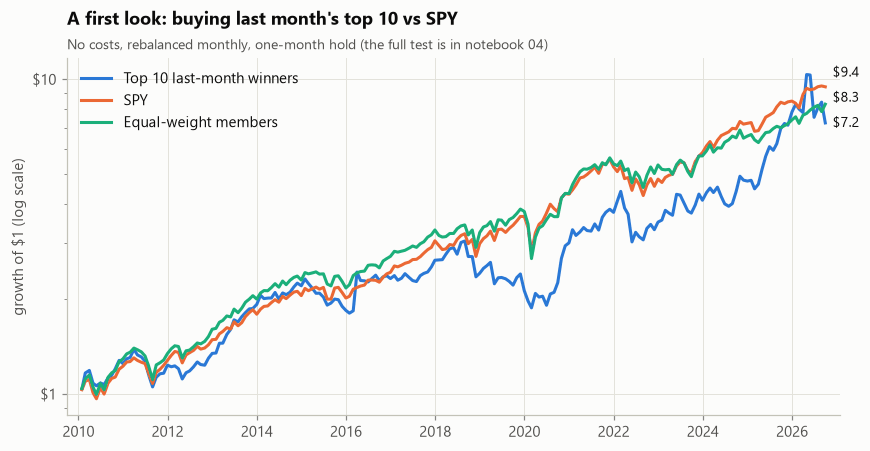 A first look: buying last month's top 10 vs SPY
No costs, rebalanced monthly, one-month hold (the full test is in notebook 04)
Top 10 last-month winners
SPY
Equal-weight members
growth of $1 (log scale)
$10
$1
$9.4
$8.3
$7.2
2010 2012 2014 2016 2018 2020 2022 2024 2026